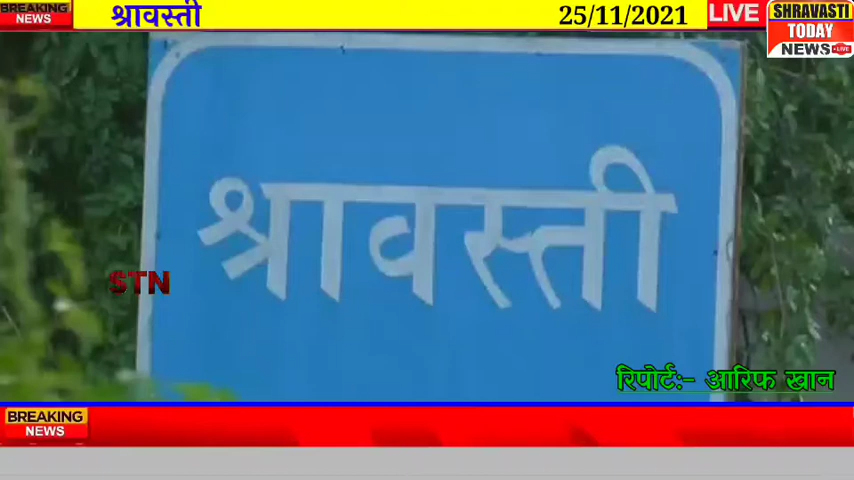 BREAKING
NEWS
श्रावस्ती
25/11/2021
LIVE
SHRAVASTI
TODAY
NEWS LIVE
श्रावस्ती
STN
रिपोर्ट:- आरिफ खान
BREAKING
NEWS